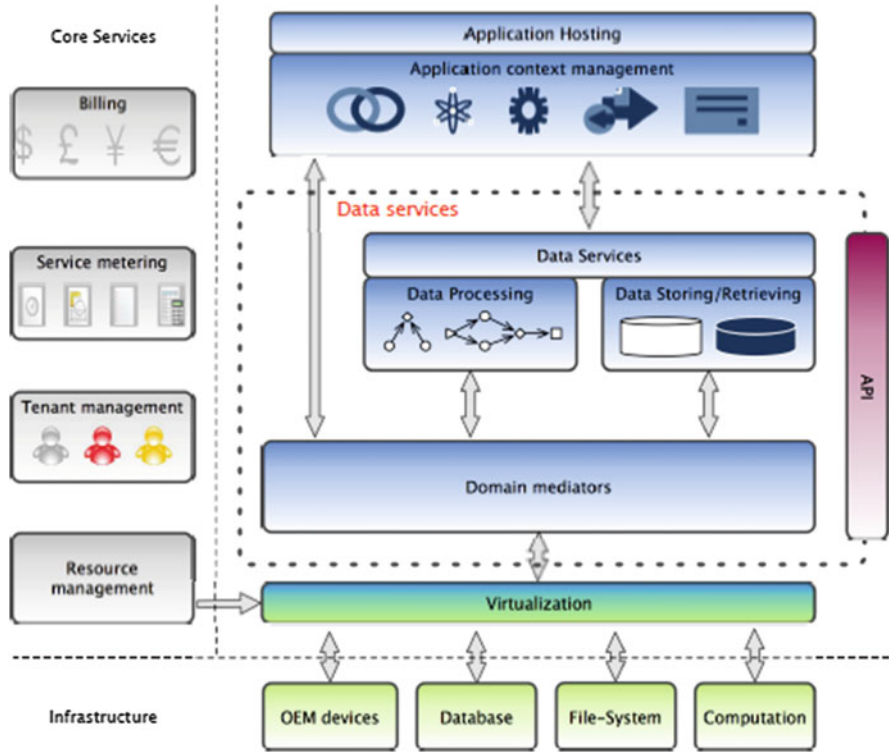 Core Services
Application Hosting
Application context management
Billing
$ £ ¥ €
Data services
Service metering
Data Services
Data Processing
Data Storing/Retrieving
API
Tenant management
Domain mediators
Resource
management
Virtualization
Infrastructure
OEM devices
Database
File-System
Computation